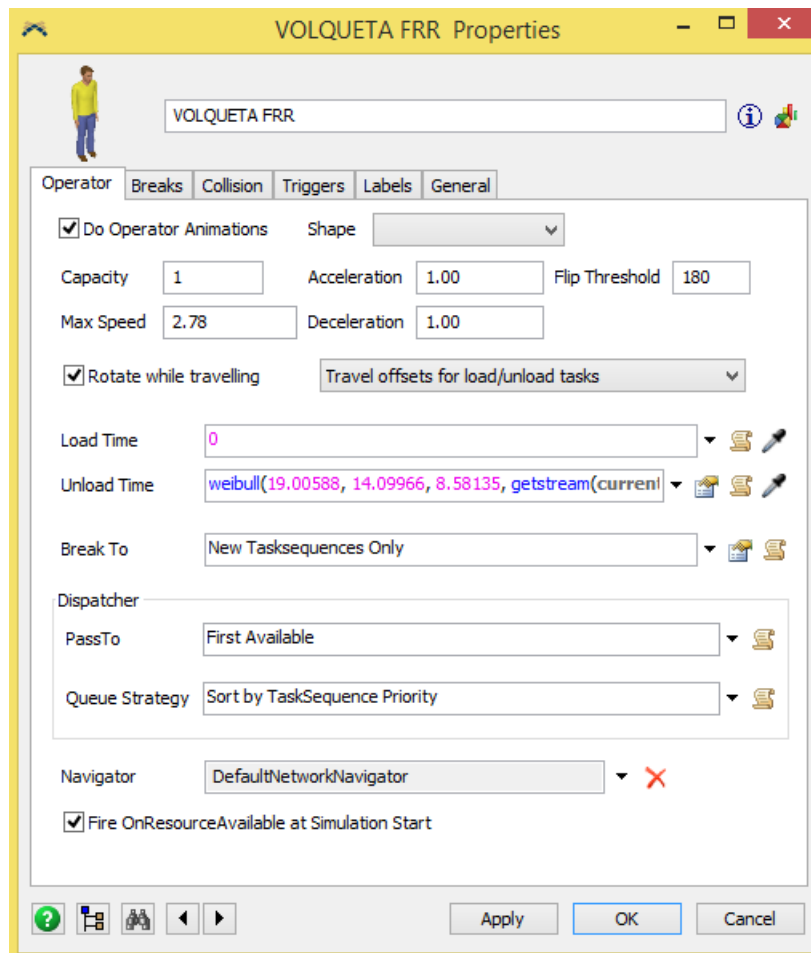 VOLQUETA FRR Properties
VOLQUETA FRR
Operator Breaks Collision Triggers Labels General
Do Operator Animations Shape
Capacity 1 Acceleration 1.00 Flip Threshold 180
Max Speed 2.78 Deceleration 1.00
Rotate while travelling Travel offsets for load/unload tasks
Load Time 0
Unload Time weibull(19.00588, 14.09966, 8.58135, getstream(current
Break To New Tasksequences Only
Dispatcher
PassTo First Available
Queue Strategy Sort by TaskSequence Priority
Navigator DefaultNetworkNavigator
Fire OnResourceAvailable at Simulation Start
Apply OK Cancel